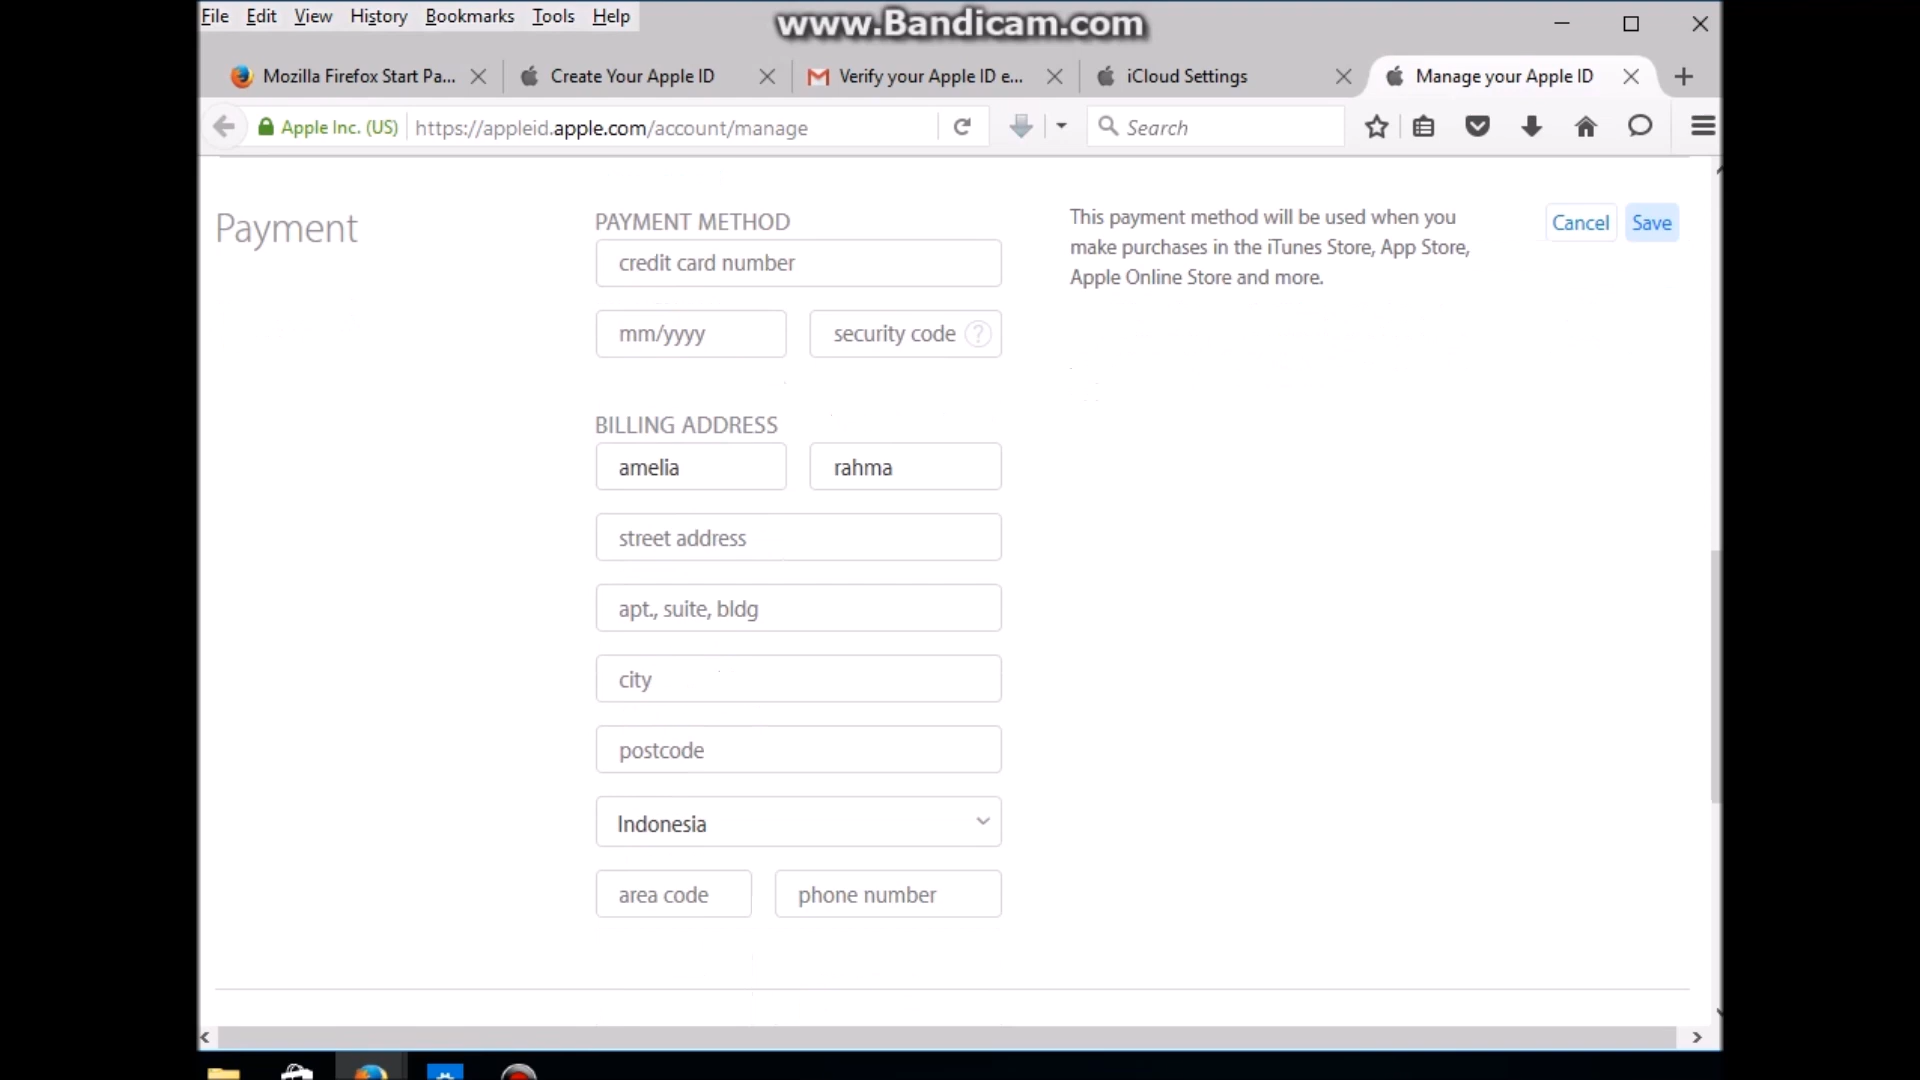 File Edit View History Bookmarks Tools Help
www.Bandicam.com
Mozilla Firefox Start Pa...
Create Your Apple ID
Verify your Apple ID e...
iCloud Settings
Manage your Apple ID
Apple Inc. (US)
https://appleid.apple.com/account/manage
Search
Payment
PAYMENT METHOD
credit card number
mm/yyyy
security code ?
This payment method will be used when you
make purchases in the iTunes Store, App Store,
Apple Online Store and more.
Cancel
Save
BILLING ADDRESS
amelia
rahma
street address
apt., suite, bldg
city
postcode
Indonesia
area code
phone number